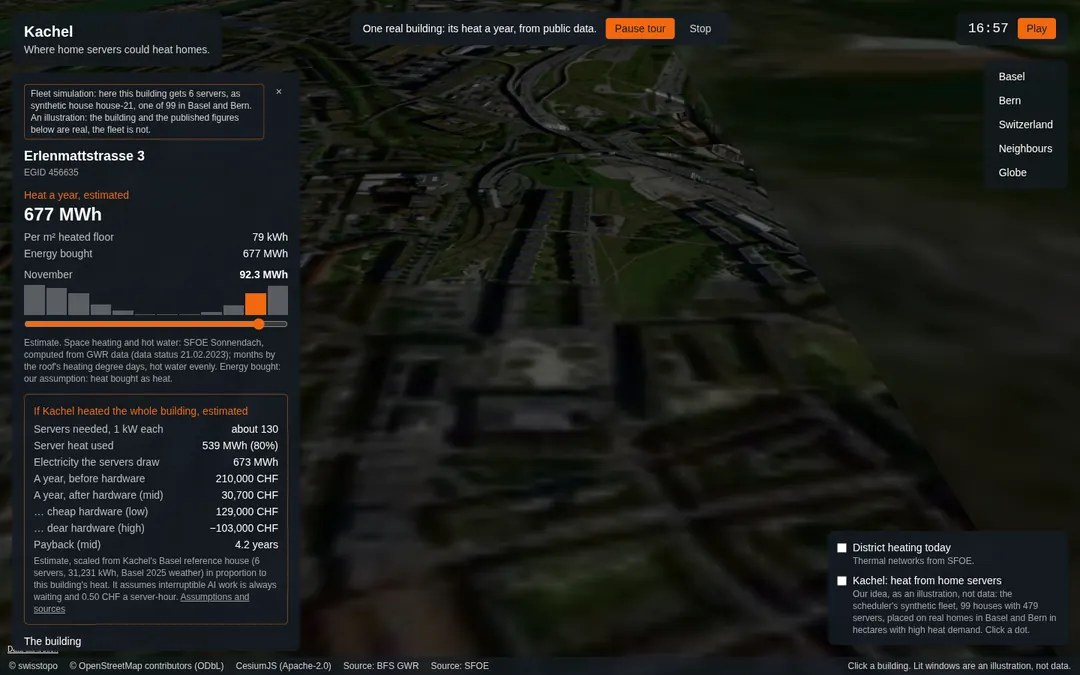 Kachel
Where home servers could heat homes.
One real building: its heat a year, from public data.
Pause tour
Stop
16:57
Play
Basel
Bern
Switzerland
Neighbours
Globe
Fleet simulation: here this building gets 6 servers, as
synthetic house house-21, one of 99 in Basel and Bern.
An illustration: the building and the published figures
below are real, the fleet is not.
×
Erlenmattstrasse 3
EGID 456635
Heat a year, estimated
677 MWh
Per m² heated floor 79 kWh
Energy bought 677 MWh
November 92.3 MWh
Estimate. Space heating and hot water: SFOE Sonnendach,
computed from GWR data (data status 21.02.2023); months by
the roof's heating degree days, hot water evenly. Energy bought:
our assumption: heat bought as heat.
If Kachel heated the whole building, estimated
Servers needed, 1 kW each about 130
Server heat used 539 MWh (80%)
Electricity the servers draw 673 MWh
A year, before hardware 210,000 CHF
A year, after hardware (mid) 30,700 CHF
… cheap hardware (low) 129,000 CHF
… dear hardware (high) −103,000 CHF
Payback (mid) 4.2 years
Estimate, scaled from Kachel's Basel reference house (6
servers, 31,231 kWh, Basel 2025 weather) in proportion to
this building's heat. It assumes interruptible AI work is always
waiting and 0.50 CHF a server-hour. Assumptions and
sources
The building
District heating today
Thermal networks from SFOE.
Kachel: heat from home servers
Our idea, as an illustration, not data: the
scheduler's synthetic fleet, 99 houses with 479
servers, placed on real homes in Basel and Bern in
hectares with high heat demand. Click a dot.
© swisstopo © OpenStreetMap contributors (ODbL) CesiumJS (Apache-2.0) Source: BFS GWR Source: SFOE
Click a building. Lit windows are an illustration, not data.